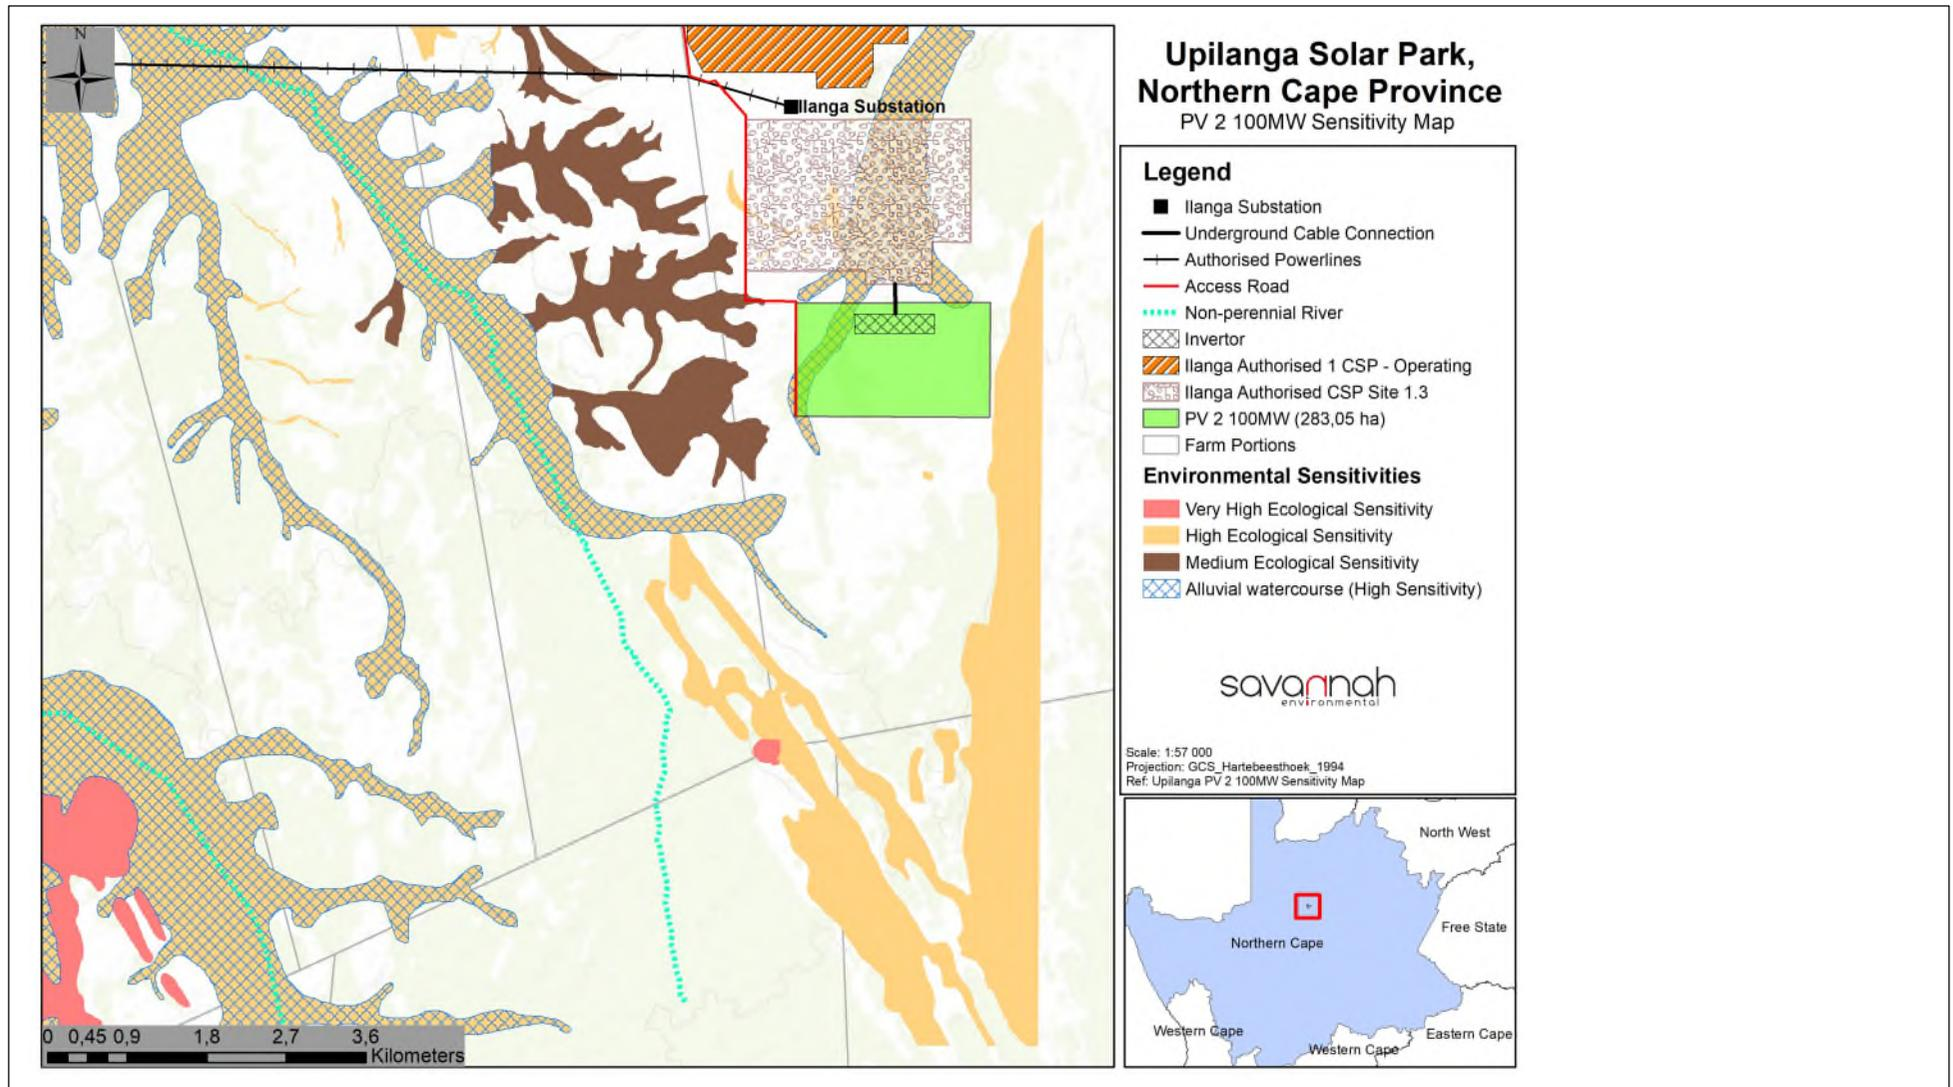 N
Ilanga Substation
Upilanga Solar Park,
Northern Cape Province
PV 2 100MW Sensitivity Map
Legend
Ilanga Substation
Underground Cable Connection
Authorised Powerlines
Access Road
Non-perennial River
Invertor
Ilanga Authorised 1 CSP - Operating
Ilanga Authorised CSP Site 1.3
PV 2 100MW (283,05 ha)
Farm Portions
Environmental Sensitivities
Very High Ecological Sensitivity
High Ecological Sensitivity
Medium Ecological Sensitivity
Alluvial watercourse (High Sensitivity)
savannah
environmental
Scale: 1:57 000
Projection: GCS_Hartebeesthoek_1994
Ref: Upilanga PV 2 100MW Sensitivity Map
North West
Free State
Northern Cape
Western Cape
Eastern Cape
Western Cape
0 0,45 0,9 1,8 2,7 3,6
Kilometers